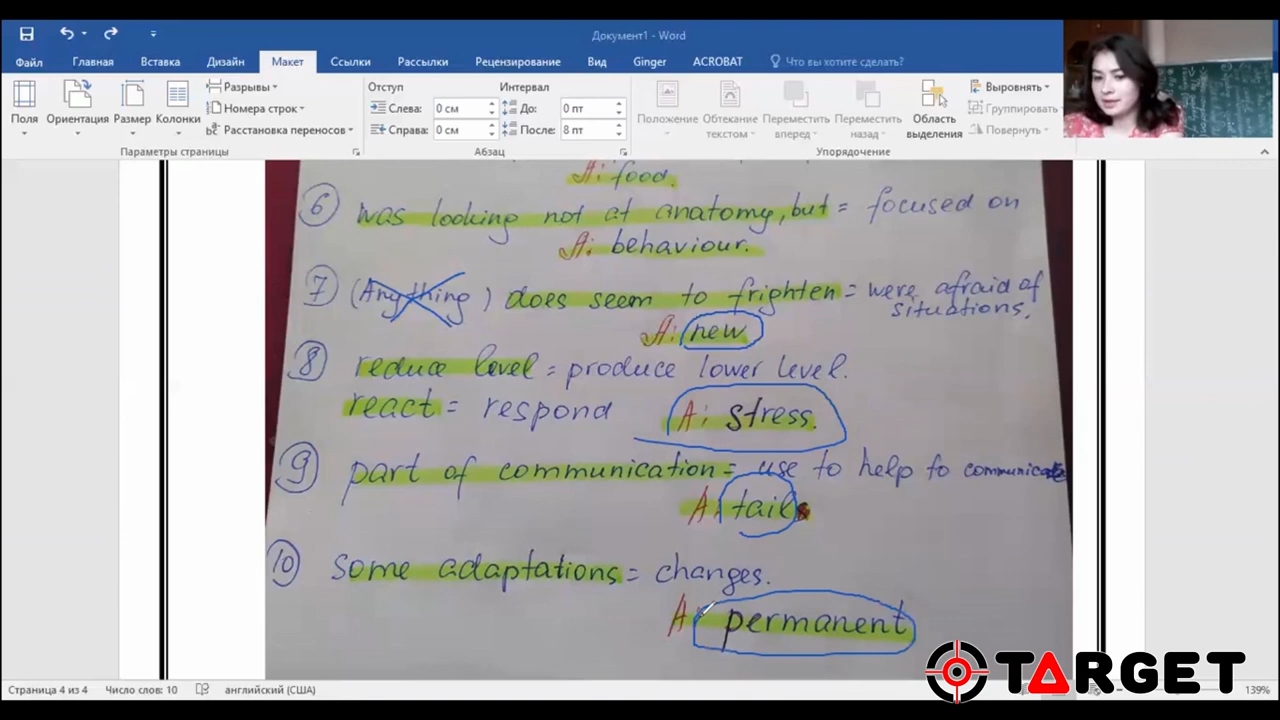 Документ1 - Word
Файл Главная Вставка Дизайн Макет Ссылки Рассылки Рецензирование Вид Ginger ACROBAT Что вы хотите сделать?
Поля
Ориентация
Размер
Колонки
Разрывы
Номера строк
Расстановка переносов
Параметры страницы
Отступ
Слева: 0 см
Справа: 0 см
Интервал
До: 0 пт
После: 8 пт
Абзац
Положение
Обтекание текстом
Переместить вперед
Переместить назад
Область выделения
Выровнять
Группировать
Повернуть
Упорядочение
A: food.
6 was looking not at anatomy, but = focused on
A: behaviour.
7 (Anything) does seem to frighten = were afraid of
situations.
A: new
8 reduce level = produce lower level.
react = respond A: stress.
9 part of communication = use to help to communicate
A: tail
10 some adaptations = changes.
A: permanent
TARGET
Страница 4 из 4 Число слов: 10 английский (США) 139%